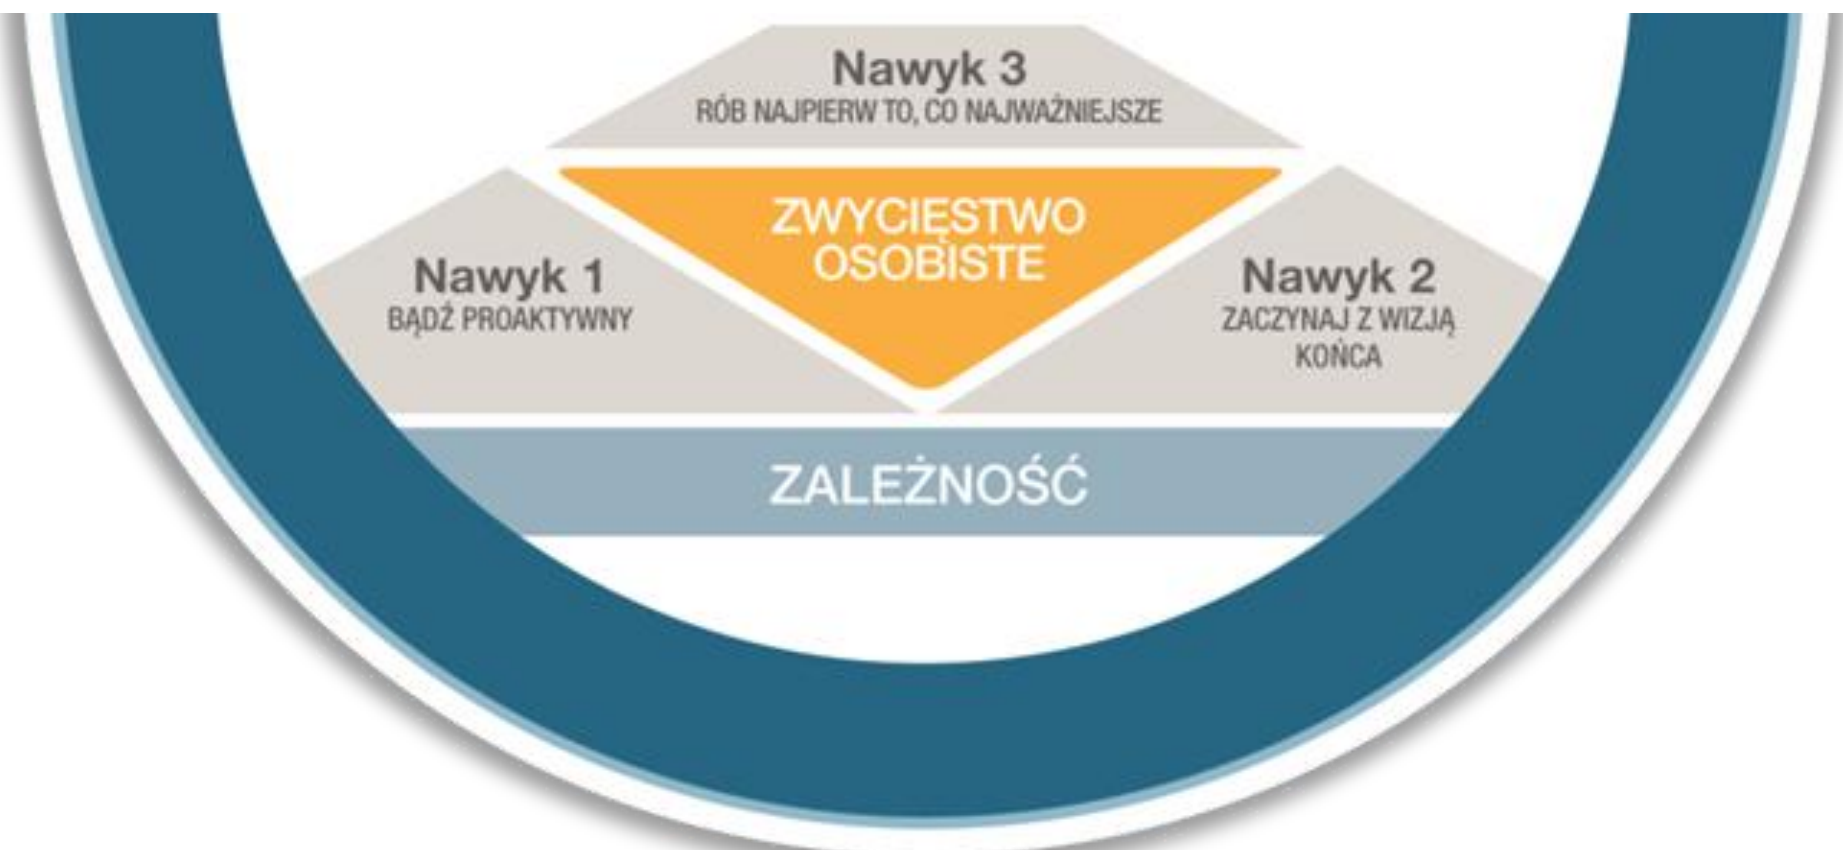 Nawyk 3
RÓB NAJPIERW TO, CO NAJWAŻNIEJSZE
ZWYCIĘSTWO
OSOBISTE
Nawyk 1
BĄDŹ PROAKTYWNY
Nawyk 2
ZACZYNAJ Z WIZJĄ
KOŃCA
ZALEŻNOŚĆ